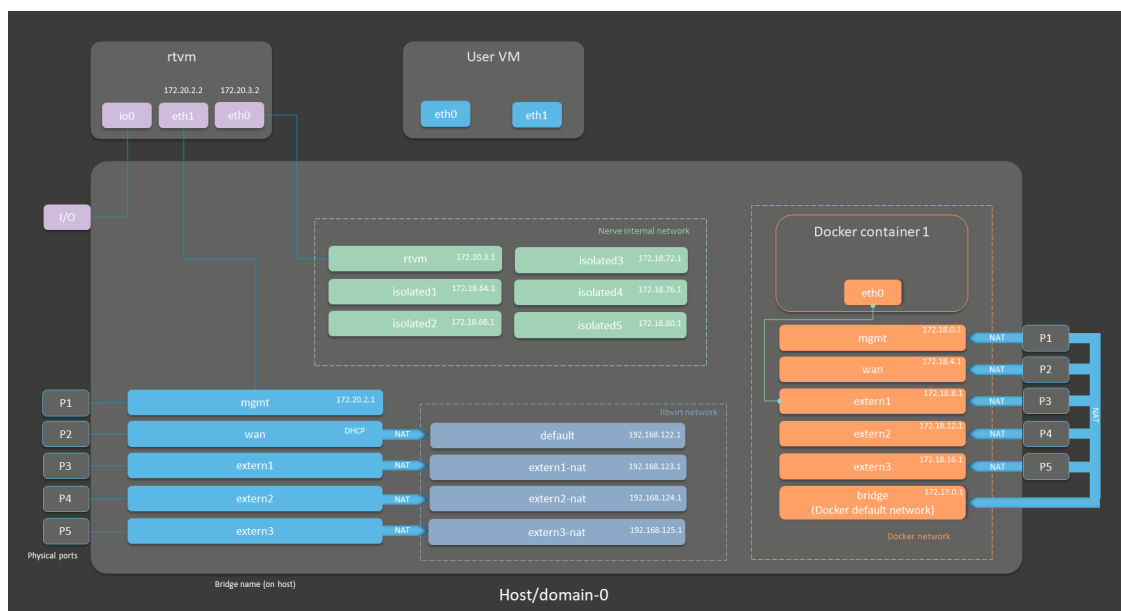 rtvm
172.20.2.2
172.20.3.2
io0
eth1
eth0
User VM
eth0
eth1
I/O
Nerve internal network
rtvm 172.20.3.1
isolated3 172.18.72.1
isolated1 172.18.64.1
isolated4 172.18.76.1
isolated2 172.18.68.1
isolated5 172.18.80.1
Docker container 1
eth0
mgmt 172.18.0.1
NAT
P1
wan 172.18.4.1
NAT
P2
extern1 172.18.8.1
NAT
P3
extern2 172.18.12.1
NAT
P4
extern3 172.18.16.1
NAT
P5
bridge 172.17.0.1
(Docker default network)
NAT
Docker network
P1
mgmt 172.20.2.1
libvirt network
P2
wan DHCP
NAT
default 192.168.122.1
P3
extern1
NAT
extern1-nat 192.168.123.1
P4
extern2
NAT
extern2-nat 192.168.124.1
P5
extern3
NAT
extern3-nat 192.168.125.1
Physical ports
Bridge name (on host)
Host/domain-0